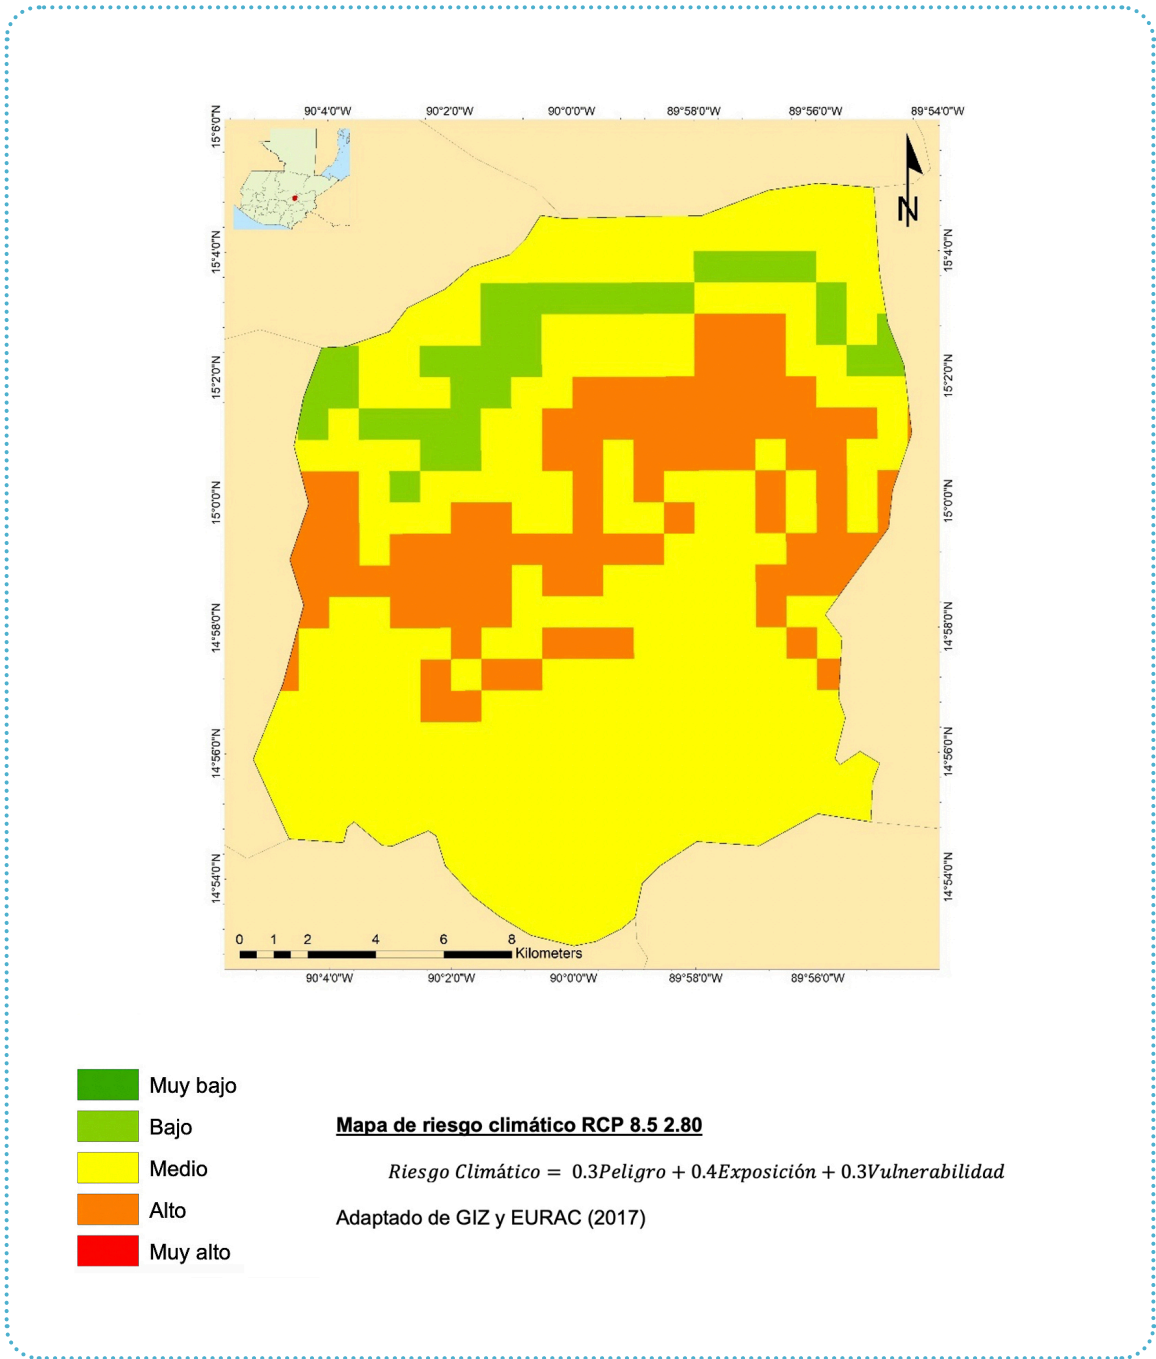 90°4'0"W 90°2'0"W 90°0'0"W 89°58'0"W 89°56'0"W 89°54'0"W
15°6'0"N
15°4'0"N 15°4'0"N
15°2'0"N 15°2'0"N
15°0'0"N 15°0'0"N
14°58'0"N 14°58'0"N
14°56'0"N 14°56'0"N
14°54'0"N 14°54'0"N
N
0 1 2 4 6 8
Kilometers
90°40'0"W 90°2'0"W 90°0'0"W 89°58'0"W 89°56'0"W
Muy bajo
Bajo
Medio
Alto
Muy alto
Mapa de riesgo climático RCP 8.5 2.80
Riesgo Climático = 0.3Peligro + 0.4Exposición + 0.3Vulnerabilidad
Adaptado de GIZ y EURAC (2017)